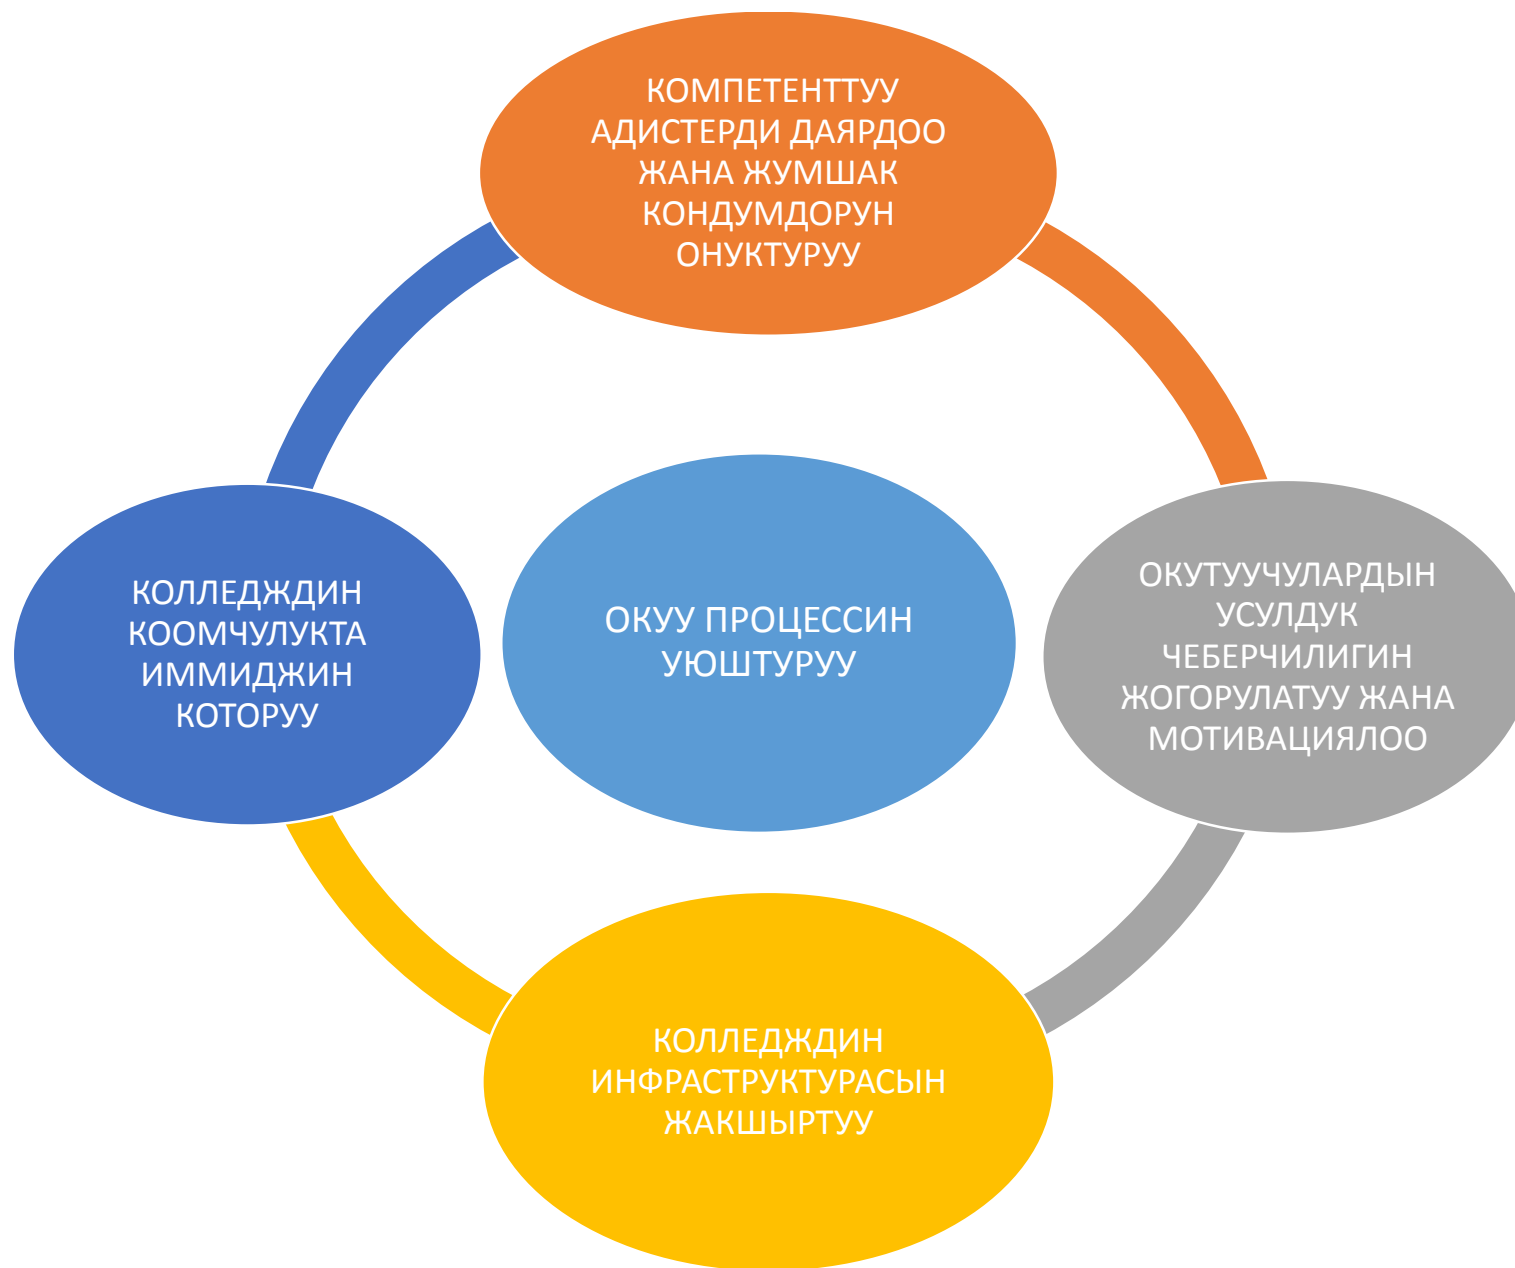 КОМПЕТЕНТТУУ
АДИСТЕРДИ ДАЯРДОО
ЖАНА ЖУМШАК
КОНДУМДОРУН
ОНУКТУРУУ
КОЛЛЕДЖДИН
КООМЧУЛУКТА
ИММИДЖИН
КОТОРУУ
ОКУУ ПРОЦЕССИН
УЮШТУРУУ
ОКУТУУЧУЛАРДЫН
УСУЛДУК
ЧЕБЕРЧИЛИГИН
ЖОГОРУЛАТУУ ЖАНА
МОТИВАЦИЯЛОО
КОЛЛЕДЖДИН
ИНФРАСТРУКТУРАСЫН
ЖАКШЫРТУУ